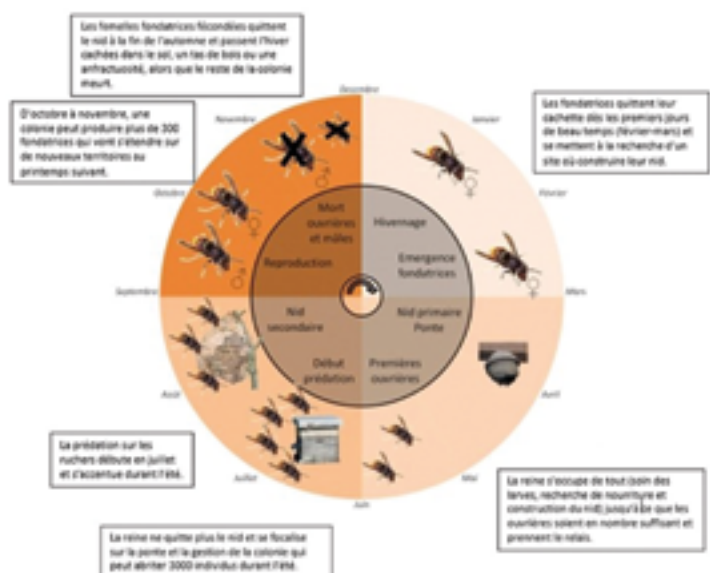 Les femelles fondatrices fécondées quittent
le nid à la fin de l'automne et passent l'hiver
cachées dans le sol, un tas de bois ou une
anfractuosité, alors que le reste de la colonie
meurt.
D'octobre à novembre, une
colonie peut produire plus de 300
fondatrices qui vont s'étendre sur
de nouveaux territoires au
printemps suivant.
Les fondatrices quittent leur
cachette dès les premiers jours
de beau temps (février-mars) et
se mettent à la recherche d'un
site où construire leur nid.
Décembre
Novembre
Janvier
Octobre
Février
Septembre
Mars
Août
Avril
Juillet
Mai
Juin
Mort
ouvrières
et mâles
Hivernage
Reproduction
Emergence
fondatrices
Nid
secondaire
Nid primaire
Ponte
Début
prédation
Premières
ouvrières
La prédation sur les
ruchers débute en juillet
et s'accentue durant l'été.
La reine s'occupe de tout (soin des
larves, recherche de nourriture et
construction du nid) jusqu'à ce que les
ouvrières soient en nombre suffisant et
prennent le relais.
La reine ne quitte plus le nid et se focalise
sur la ponte et la gestion de la colonie qui
peut abriter 3000 individus durant l'été.